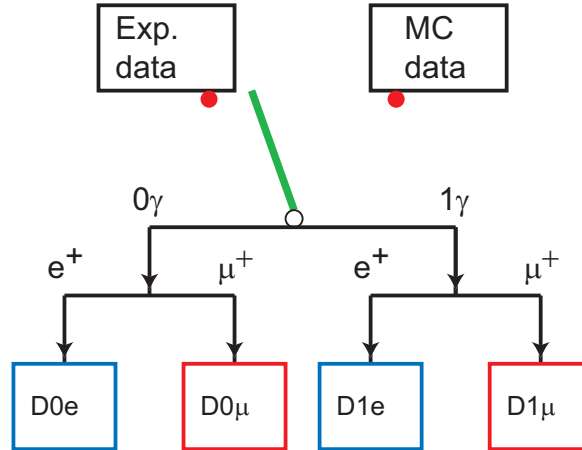 Exp.
data
MC
data
0γ
1γ
e⁺
μ⁺
e⁺
μ⁺
D0e
D0μ
D1e
D1μ